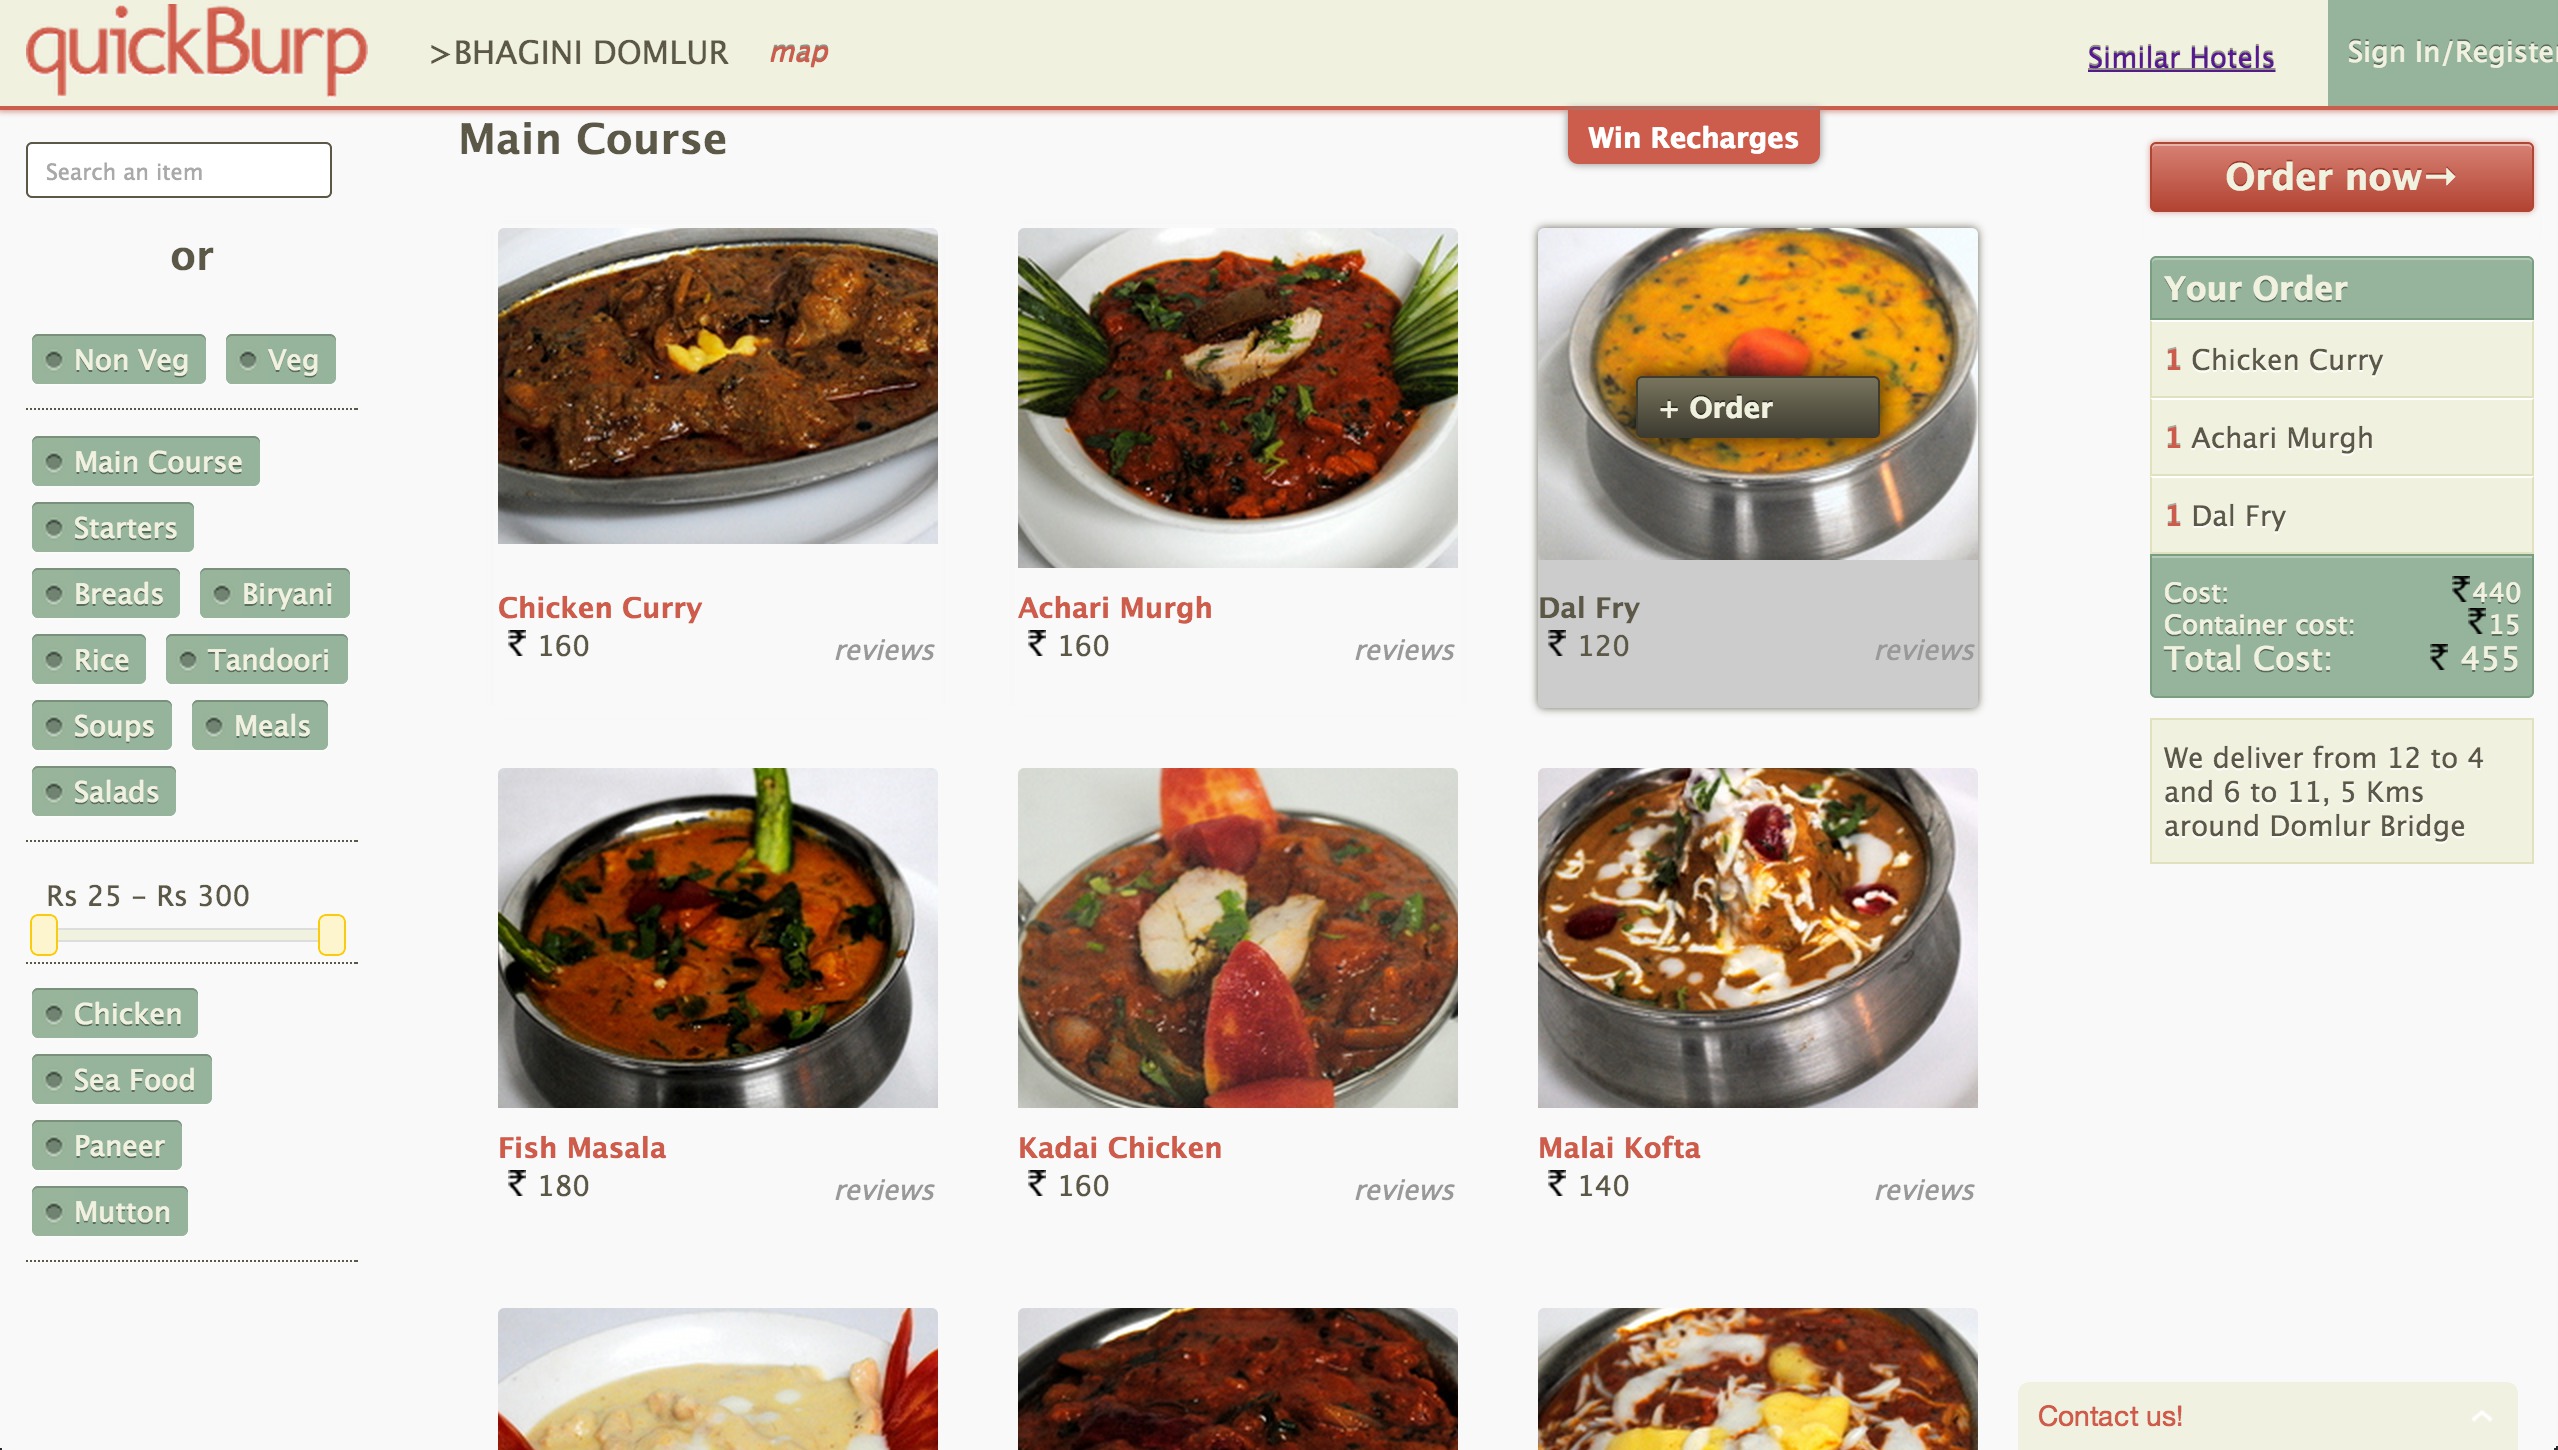 quickBurp
>BHAGINI DOMLUR map
Similar Hotels
Sign In/Register
Search an item
or
Non Veg Veg
Main Course
Starters
Breads Biryani
Rice Tandoori
Soups Meals
Salads
Rs 25 – Rs 300
Chicken
Sea Food
Paneer
Mutton
Main Course
Win Recharges
+ Order
Chicken Curry
₹ 160 reviews
Achari Murgh
₹ 160 reviews
Dal Fry
₹ 120 reviews
Fish Masala
₹ 180 reviews
Kadai Chicken
₹ 160 reviews
Malai Kofta
₹ 140 reviews
Order now→
Your Order
1 Chicken Curry
1 Achari Murgh
1 Dal Fry
Cost: ₹440
Container cost: ₹15
Total Cost: ₹ 455
We deliver from 12 to 4
and 6 to 11, 5 Kms
around Domlur Bridge
Contact us!